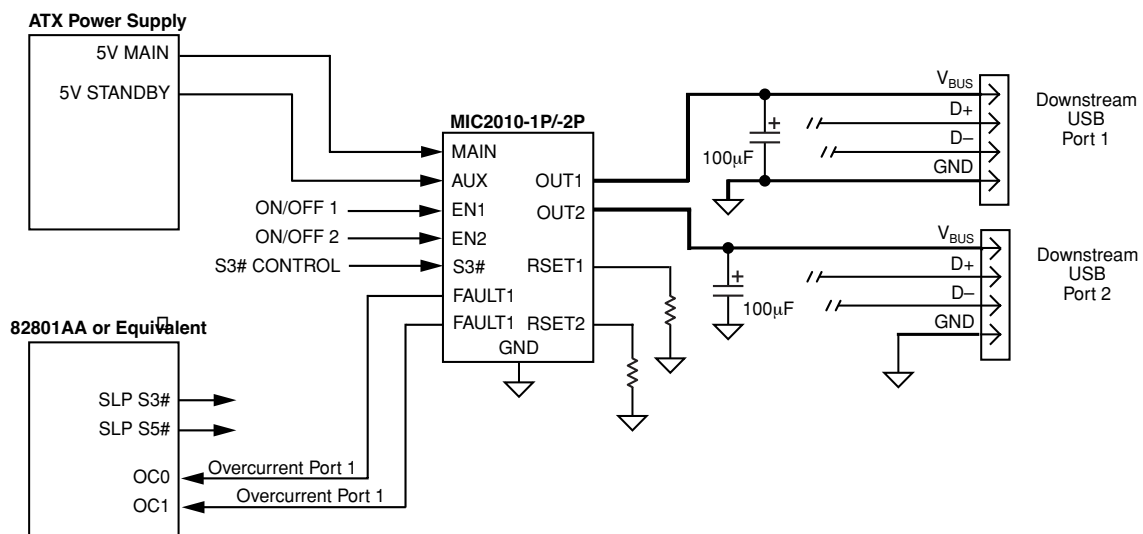 ATX Power Supply
5V MAIN
5V STANDBY
MIC2010-1P/-2P
MAIN
AUX
EN1
EN2
S3#
FAULT1
FAULT1
OUT1
OUT2
RSET1
RSET2
GND
ON/OFF 1
ON/OFF 2
S3# CONTROL
VBUS
D+
D–
GND
100µF
+
Downstream
USB
Port 1
VBUS
D+
D–
GND
100µF
+
Downstream
USB
Port 2
82801AA or Equivalent
SLP S3#
SLP S5#
OC0
OC1
Overcurrent Port 1
Overcurrent Port 1